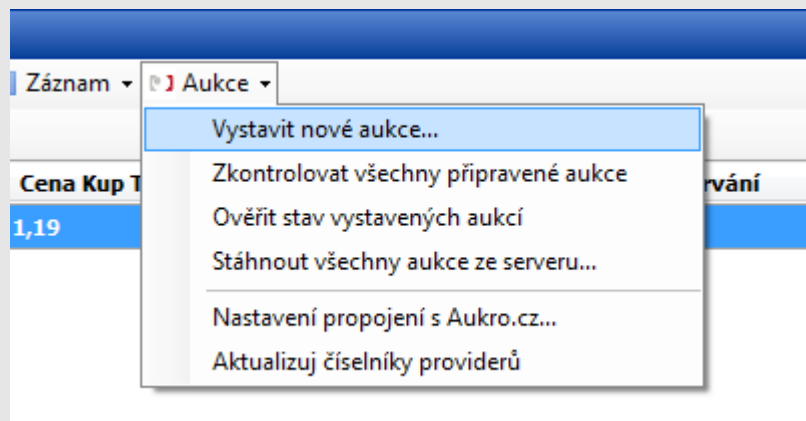 Záznam Aukce
Vystavit nové aukce...
Zkontrolovat všechny připravené aukce
Cena Kup T rvání
Ověřit stav vystavených aukcí
1,19
Stáhnout všechny aukce ze serveru...
Nastavení propojení s Aukro.cz...
Aktualizuj číselníky providerů